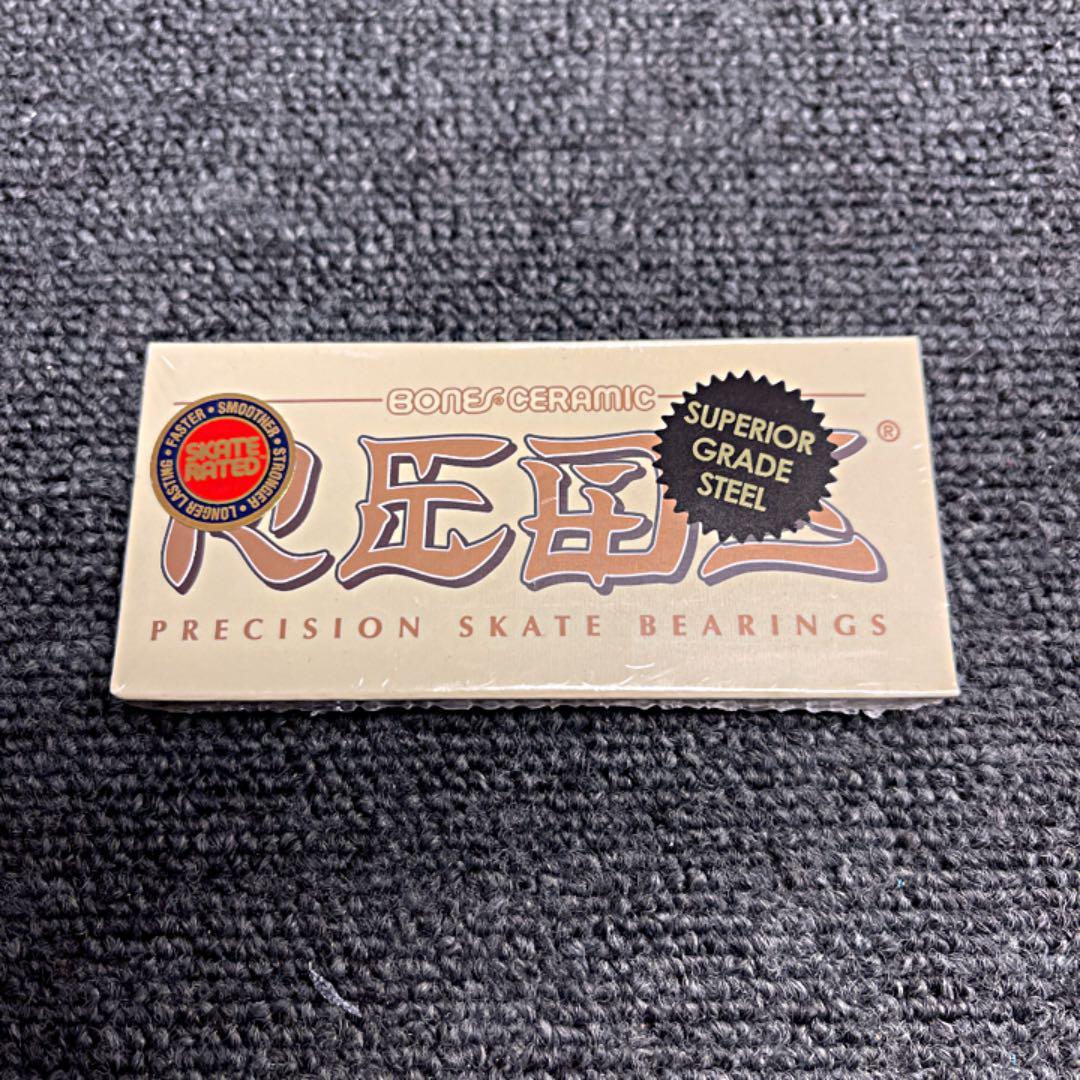 BONES CERAMIC
REDS®
PRECISION SKATE BEARINGS
FASTER • SMOOTHER • STRONGER • LONGER LASTING •
SKATE
RATED
SUPERIOR
GRADE
STEEL